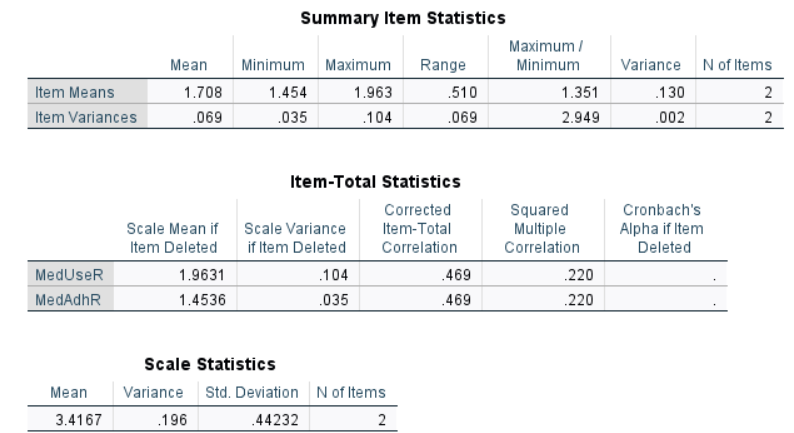 Summary Item Statistics
Mean Minimum Maximum Range Maximum / Minimum Variance N of Items
Item Means 1.708 1.454 1.963 .510 1.351 .130 2
Item Variances .069 .035 .104 .069 2.949 .002 2
Item-Total Statistics
Scale Mean if Item Deleted Scale Variance if Item Deleted Corrected Item-Total Correlation Squared Multiple Correlation Cronbach's Alpha if Item Deleted
MedUseR 1.9631 .104 .469 .220 .
MedAdhR 1.4536 .035 .469 .220 .
Scale Statistics
Mean Variance Std. Deviation N of Items
3.4167 .196 .44232 2